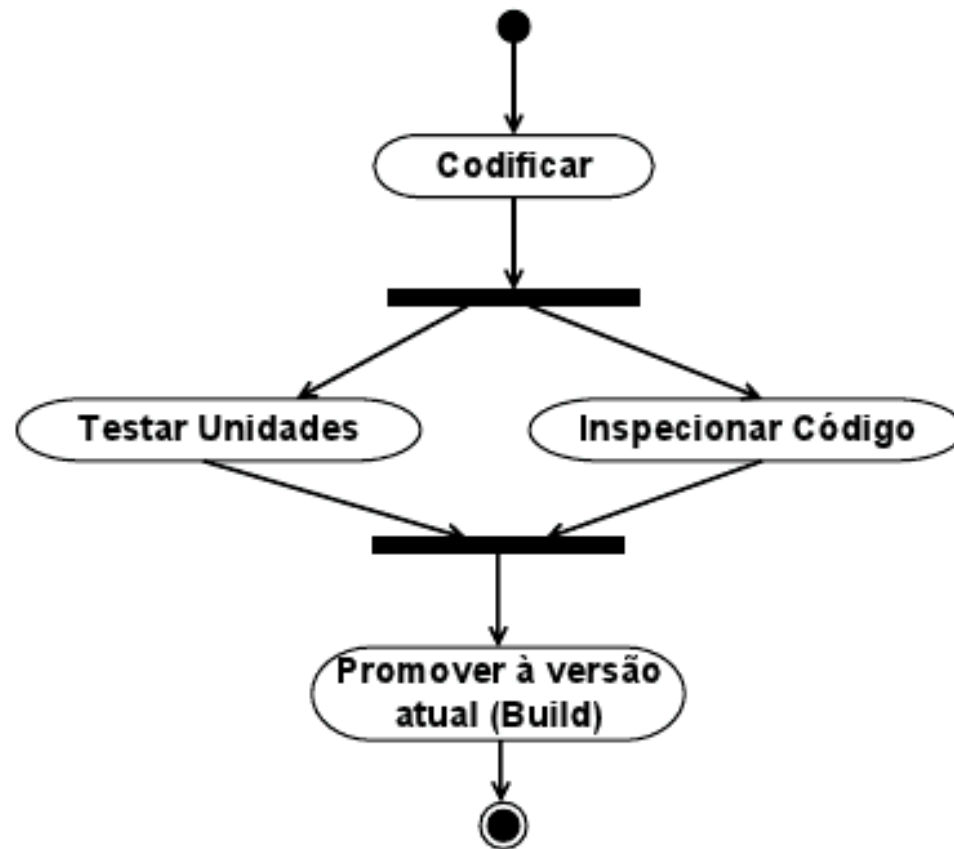 Codificar
Testar Unidades
Inspecionar Código
Promover à versão
atual (Build)